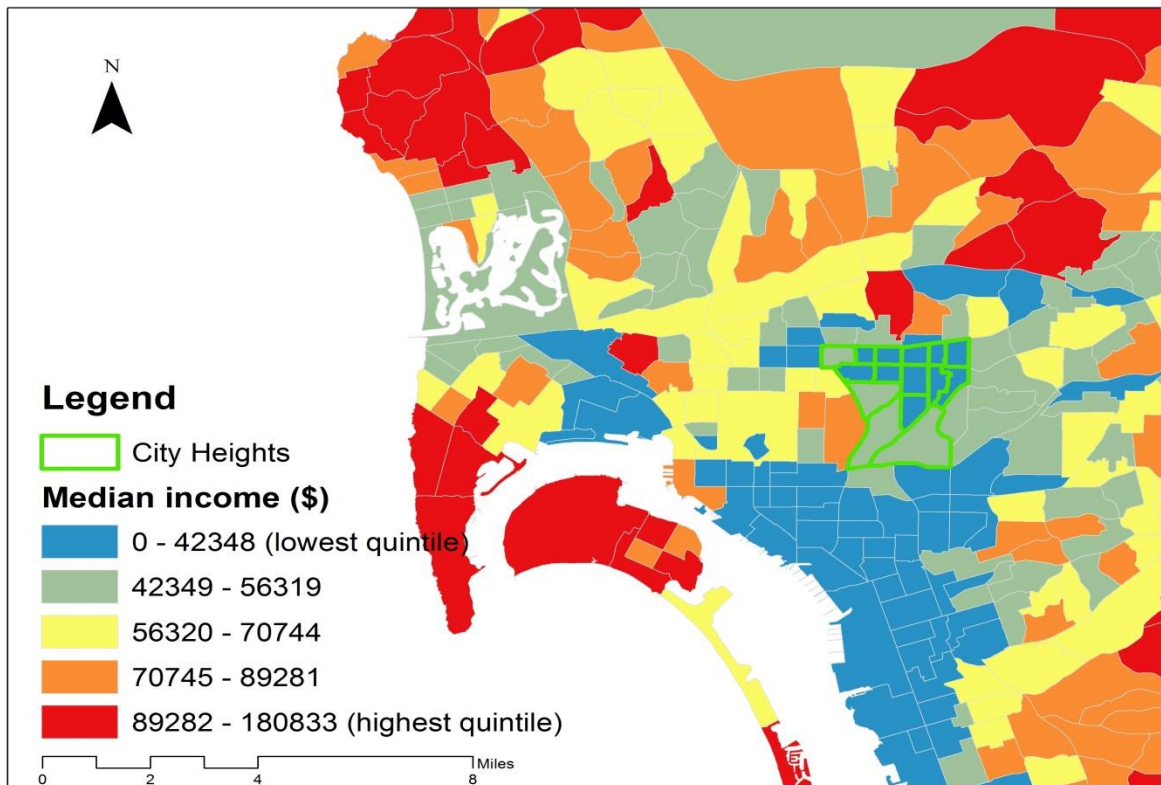 N
Legend
City Heights
Median income ($)
0 - 42348 (lowest quintile)
42349 - 56319
56320 - 70744
70745 - 89281
89282 - 180833 (highest quintile)
Miles
0 2 4 8